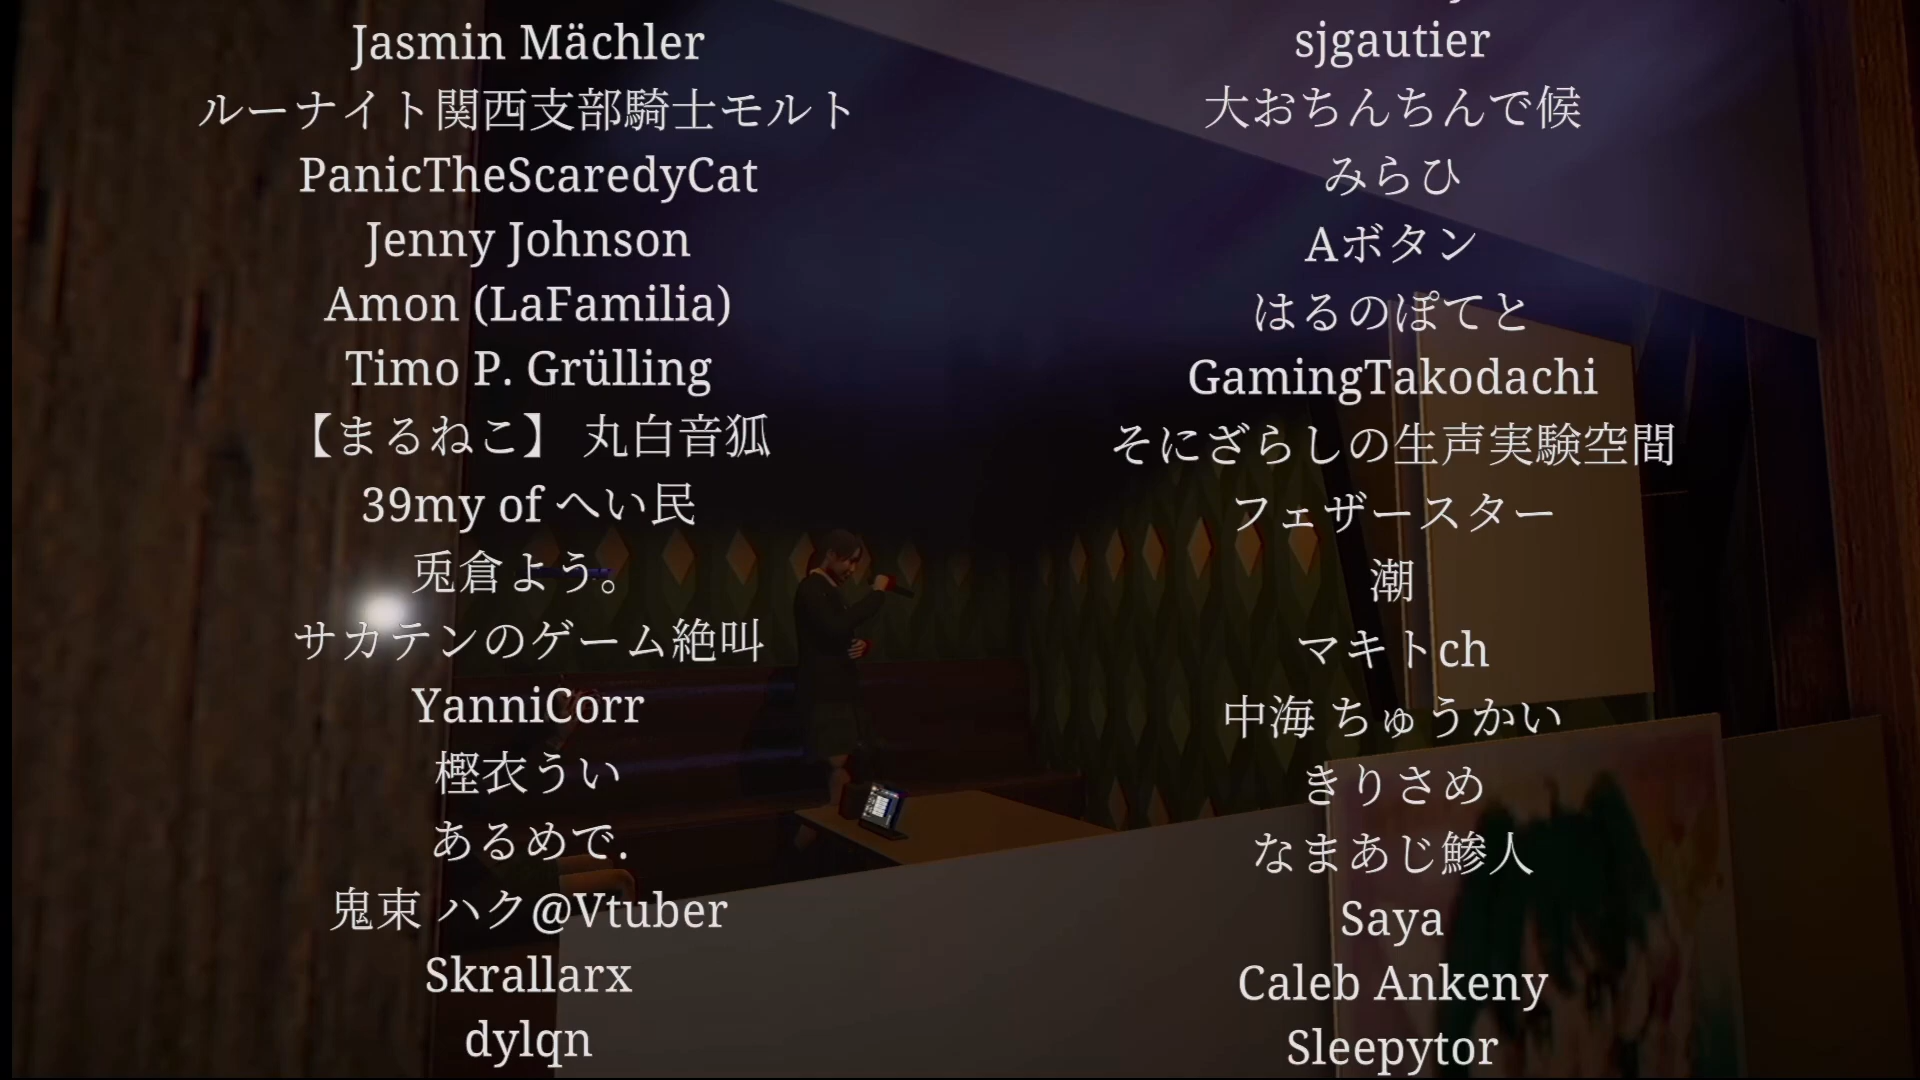 Jasmin Mächler
ルーナイト関西支部騎士モルト
PanicTheScaredyCat
Jenny Johnson
Amon (LaFamilia)
Timo P. Grülling
【まるねこ】 丸白音狐
39my of へい民
兎倉よう。
サカテンのゲーム絶叫
YanniCorr
樫衣うい
あるめで.
鬼束 ハク@Vtuber
Skrallarx
dylqn
sjgautier
大おちんちんで候
みらひ
Aボタン
はるのぽてと
GamingTakodachi
そにざらしの生声実験空間
フェザースター
潮
マキトch
中海 ちゅうかい
きりさめ
なまあじ鯵人
Saya
Caleb Ankeny
Sleepytor